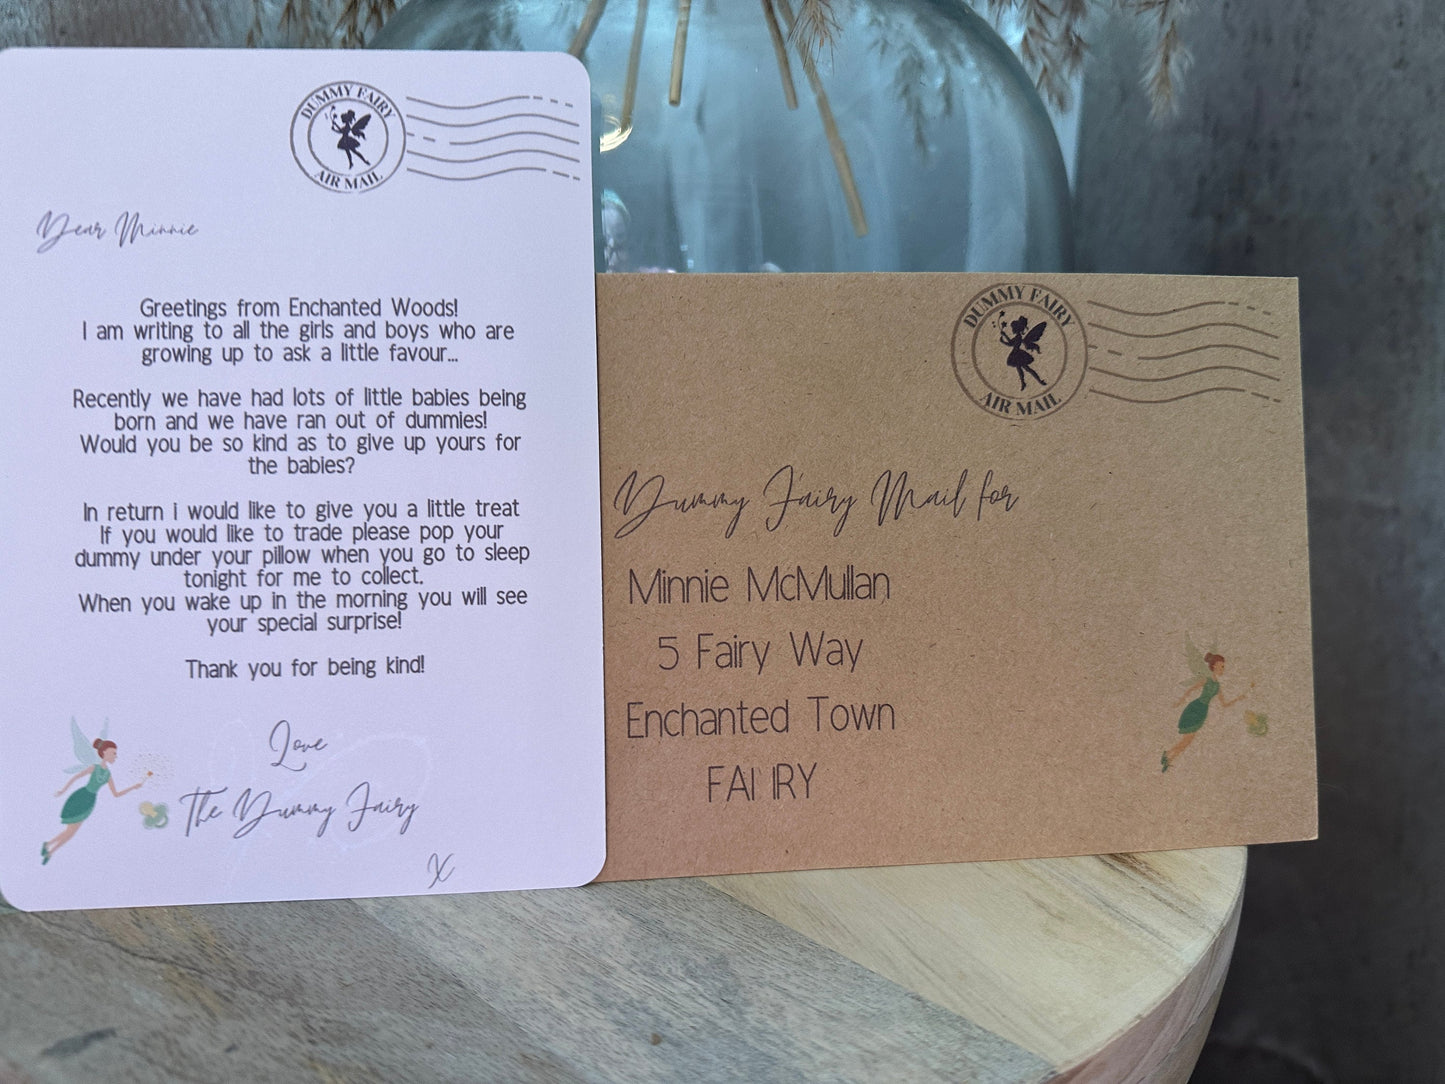 DUMMY FAIRY
AIR MAIL
Dear Minnie
Greetings from Enchanted Woods!
I am writing to all the girls and boys who are
growing up to ask a little favour...
Recently we have had lots of little babies being
born and we have ran out of dummies!
Would you be so kind as to give up yours for
the babies?
In return i would like to give you a little treat
If you would like to trade please pop your
dummy under your pillow when you go to sleep
tonight for me to collect.
When you wake up in the morning you will see
your special surprise!
Thank you for being kind!
Love
The Dummy Fairy
X
DUMMY FAIRY
AIR MAIL
Dummy Fairy Mail for
Minnie McMullan
5 Fairy Way
Enchanted Town
FA1 1RY